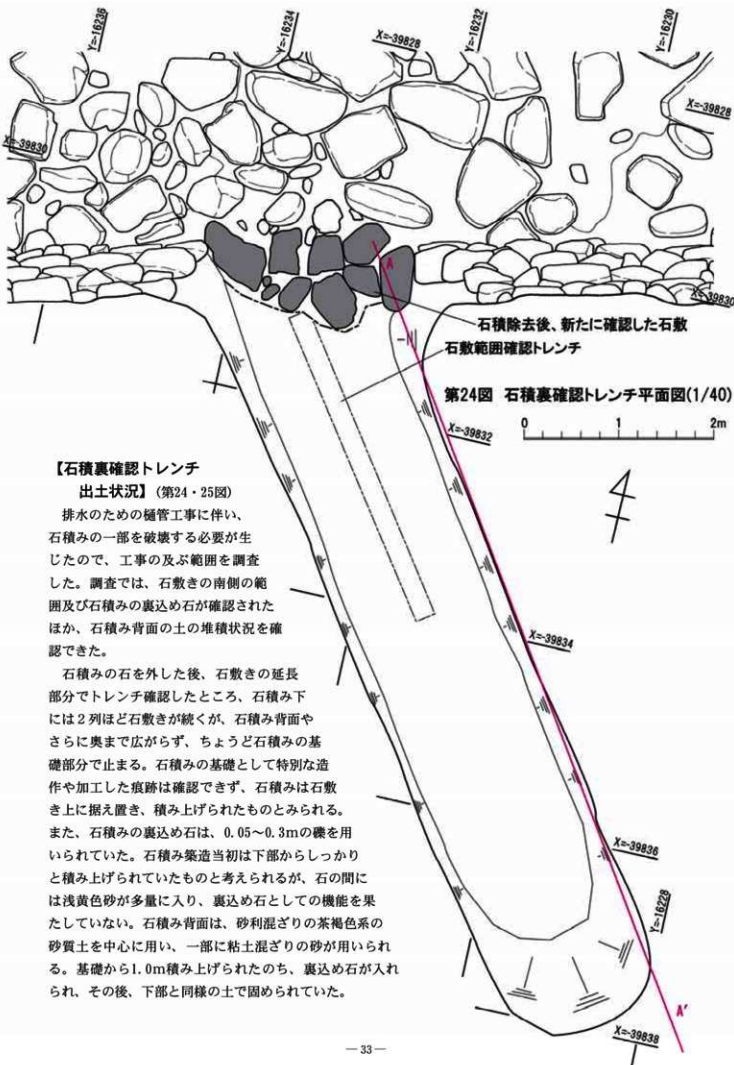 Y=-16236
Y=-16234
X=-39828
Y=-16232
Y=-16230
X=-39828
X=-39830
A
X=-39830
石積除去後、新たに確認した石敷
石敷範囲確認トレンチ
第24図 石積裏確認トレンチ平面図(1/40)
0 1 2m
X=-39832
【石積裏確認トレンチ
出土状況】(第24・25図)
排水のための樋管工事に伴い、
石積みの一部を破壊する必要が生
じたので、工事の及ぶ範囲を調査
した。調査では、石敷きの南側の範
囲及び石積みの裏込め石が確認された
ほか、石積み背面の土の堆積状況を確
認できた。
石積みの石を外した後、石敷きの延長
部分でトレンチ確認したところ、石積み下
には2列ほど石敷きが続くが、石積み背面や
さらに奥まで広がらず、ちょうど石積みの基
礎部分で止まる。石積みの基礎として特別な造
作や加工した痕跡は確認できず、石積みは石敷
き上に据え置き、積み上げられたものとみられる。
また、石積みの裏込め石は、0.05～0.3mの礫を用
いられていた。石積み築造当初は下部からしっかり
と積み上げられていたものと考えられるが、石の間に
は浅黄色砂が多量に入り、裏込め石としての機能を果
たしていない。石積み背面は、砂利混ざりの茶褐色系の
砂質土を中心に用い、一部に粘土混ざりの砂が用いられ
る。基礎から1.0m積み上げられたのち、裏込め石が入れ
られ、その後、下部と同様の土で固められていた。
X=-39834
X=-39836
Y=-16228
A′
X=-39838
— 33 —